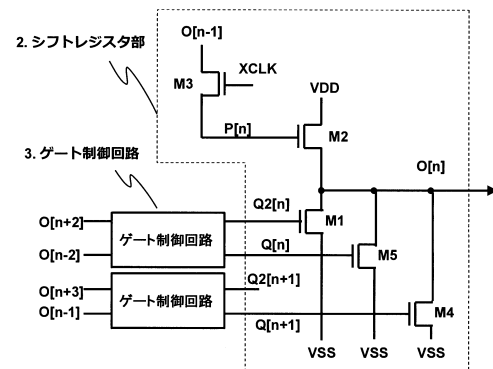 2. シフトレジスタ部
O[n-1]
XCLK
M3
VDD
P[n]
M2
3. ゲート制御回路
O[n]
Q2[n]
M1
O[n+2]
ゲート制御回路
O[n-2]
Q[n]
M5
Q2[n+1]
O[n+3]
ゲート制御回路
O[n-1]
Q[n+1]
M4
VSS
VSS
VSS